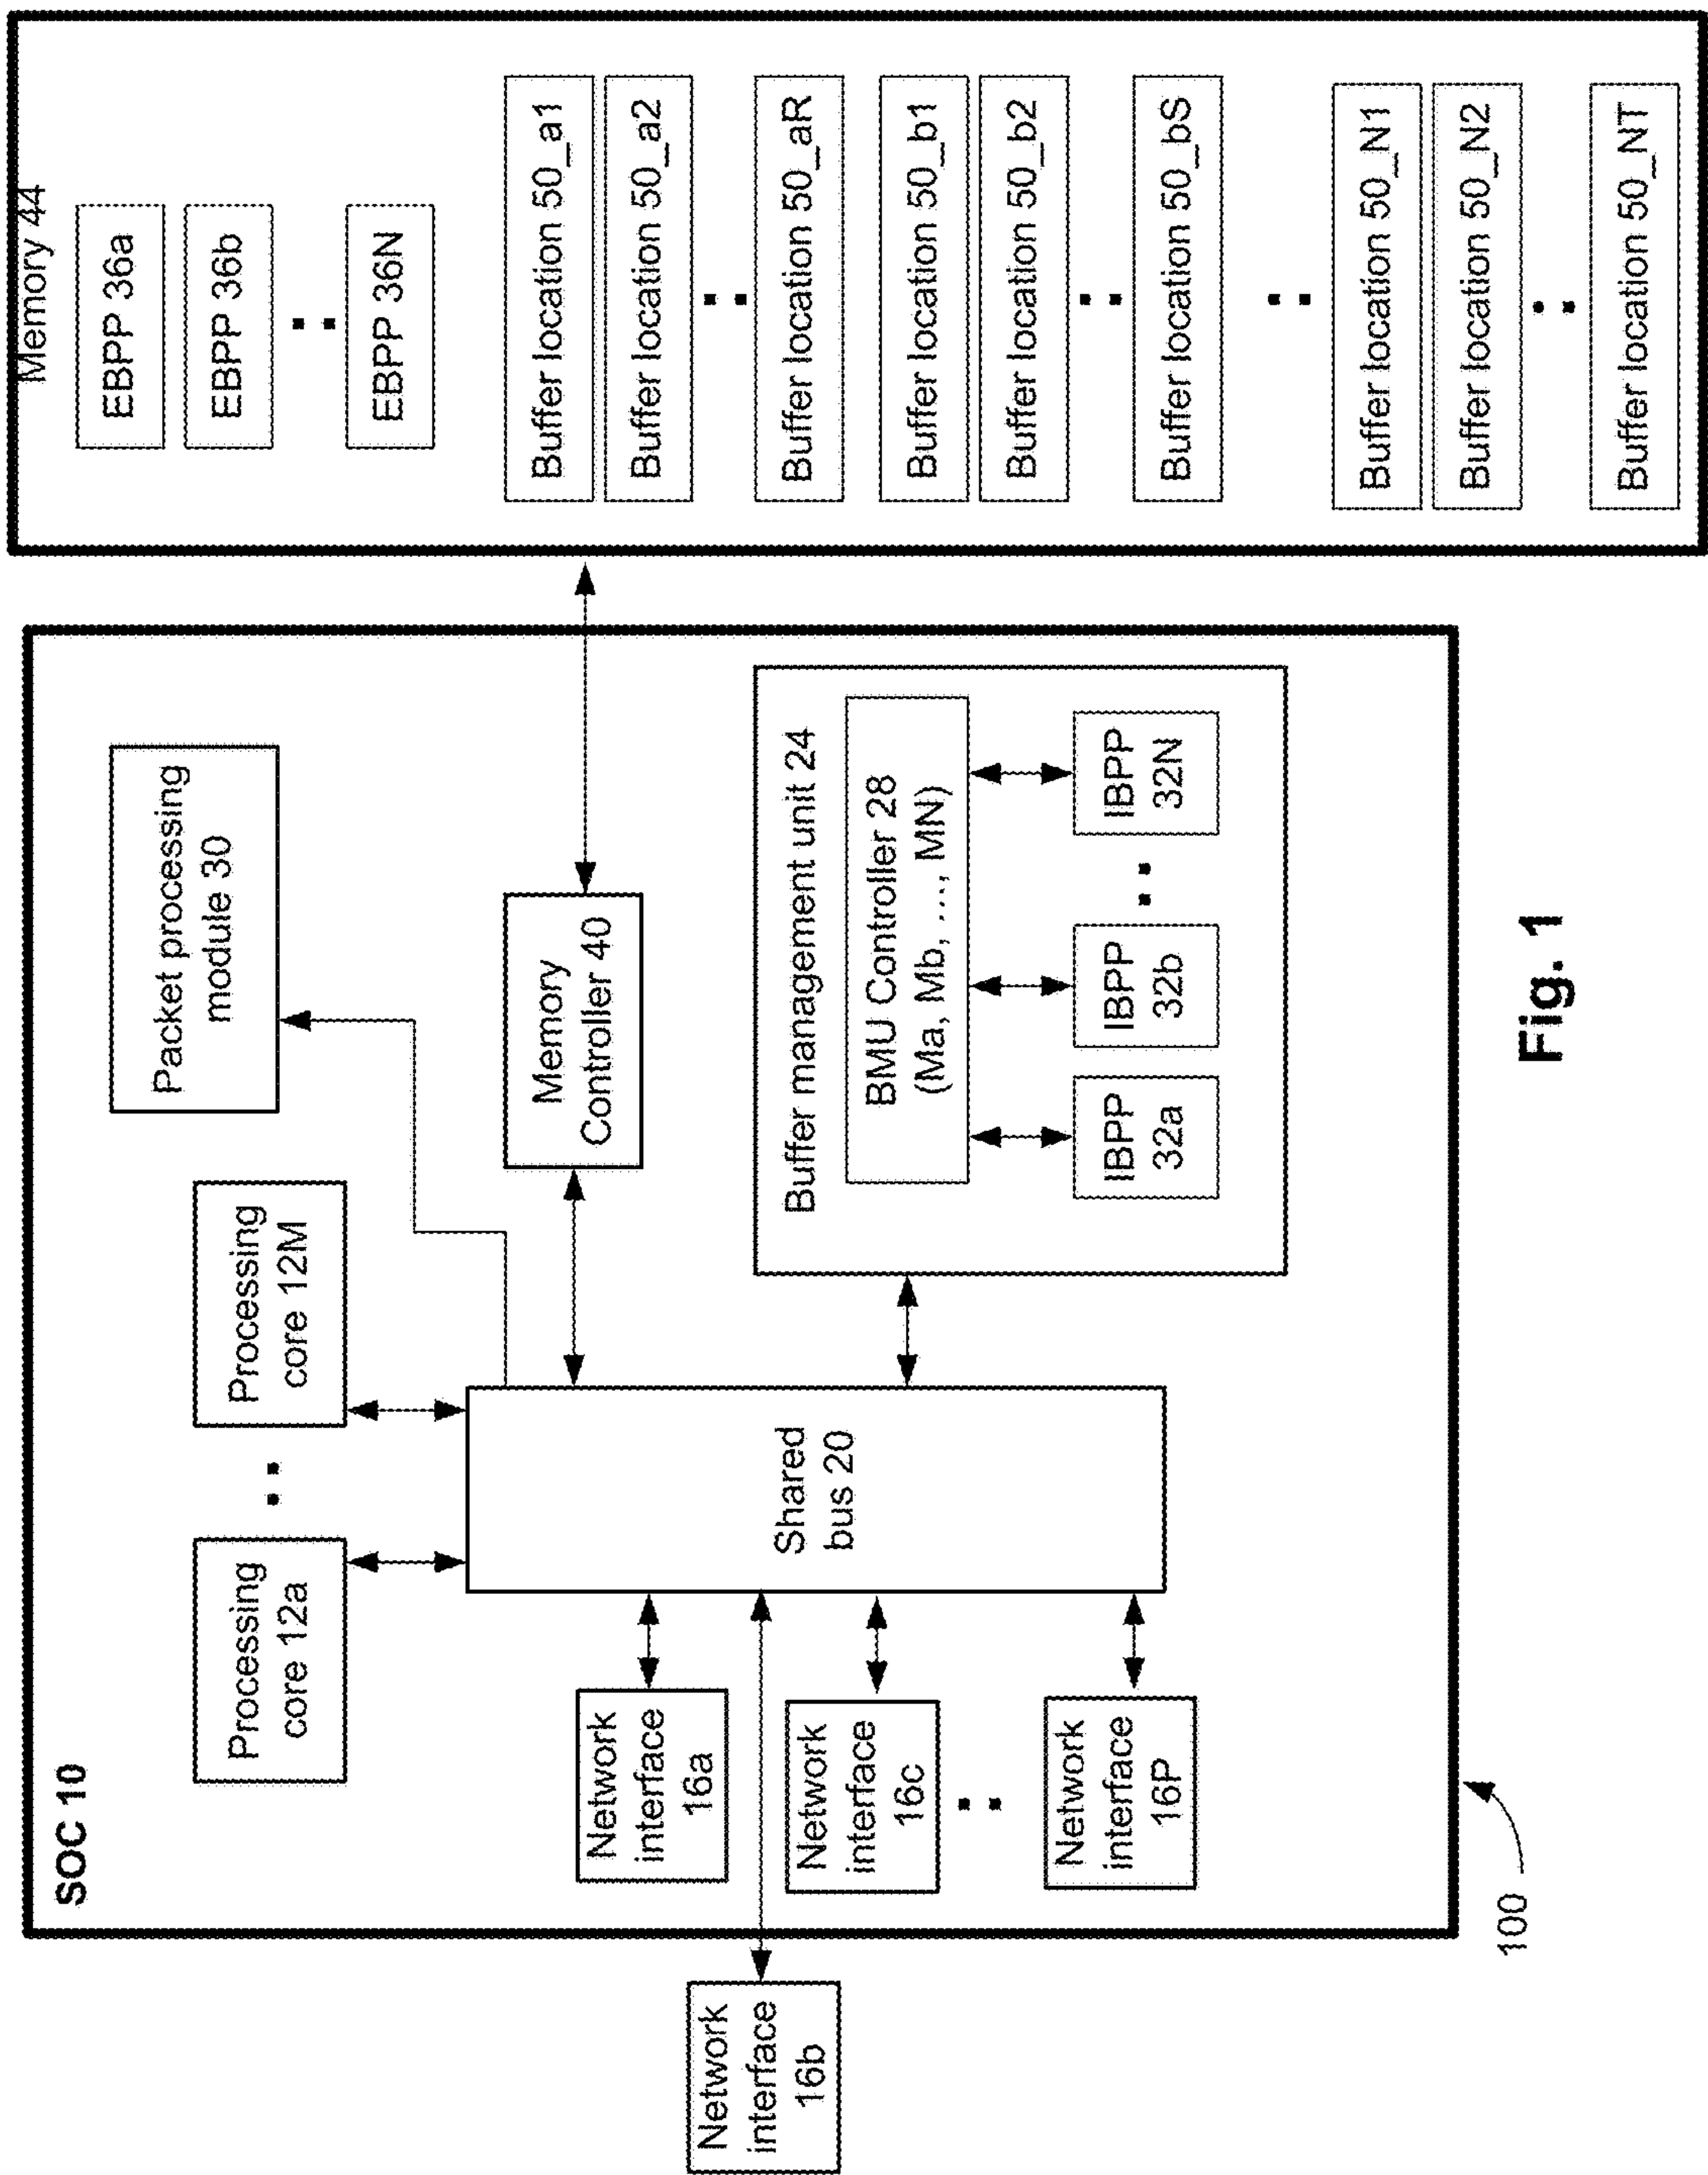 SOC 10
Processing
core 12a
Processing
core 12M
Packet processing
module 30
Network
interface
16a
Network
interface
16b
Network
interface
16c
Network
interface
16P
Shared
bus 20
Memory
Controller 40
Buffer management unit 24
BMU Controller 28
(Ma, Mb, ..., MN)
IBPP
32a
IBPP
32b
IBPP
32N
Memory 44
EBPP 36a
EBPP 36b
EBPP 36N
Buffer location 50_a1
Buffer location 50_a2
Buffer location 50_aR
Buffer location 50_b1
Buffer location 50_b2
Buffer location 50_bS
Buffer location 50_N1
Buffer location 50_N2
Buffer location 50_NT
100
Fig. 1